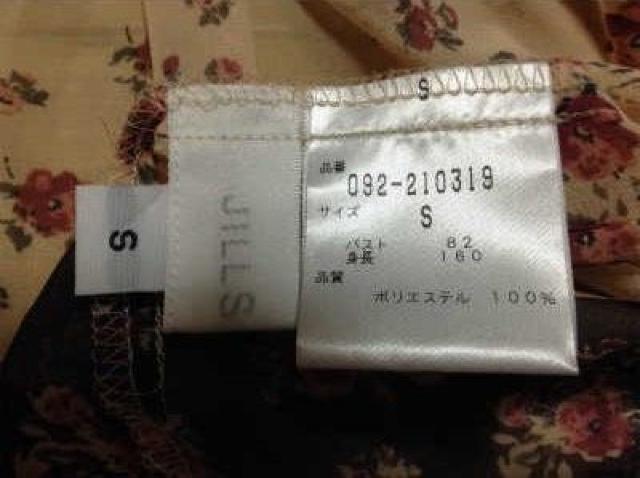 S
品番
092-210319
サイズ
S
バスト 82
身長 160
品質
ポリエステル 100%
JILLS
S